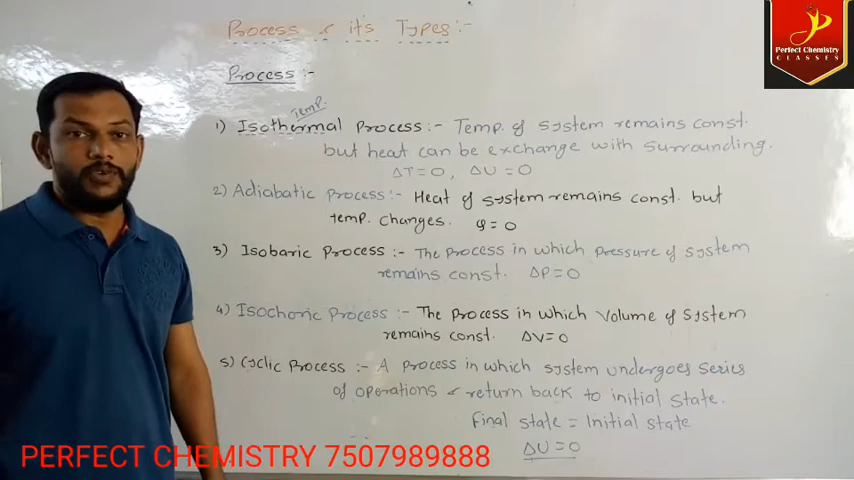 Process & it's Types :-
Perfect Chemistry
CLASSES
Process :-
Temp.
1) Isothermal Process :- Temp. of system remains const.
but heat can be exchange with surrounding.
ΔT=0, ΔU=0
2) Adiabatic Process :- Heat of system remains const. but
temp. changes. φ=0
3) Isobaric Process :- The Process in which Pressure of system
remains const. ΔP=0
4) Isochoric Process :- The Process in which Volume of system
remains const. ΔV=0
5) Cyclic Process :- A Process in which system undergoes series
of operations & return back to initial state.
Final state = Initial state
ΔU=0
PERFECT CHEMISTRY 7507989888